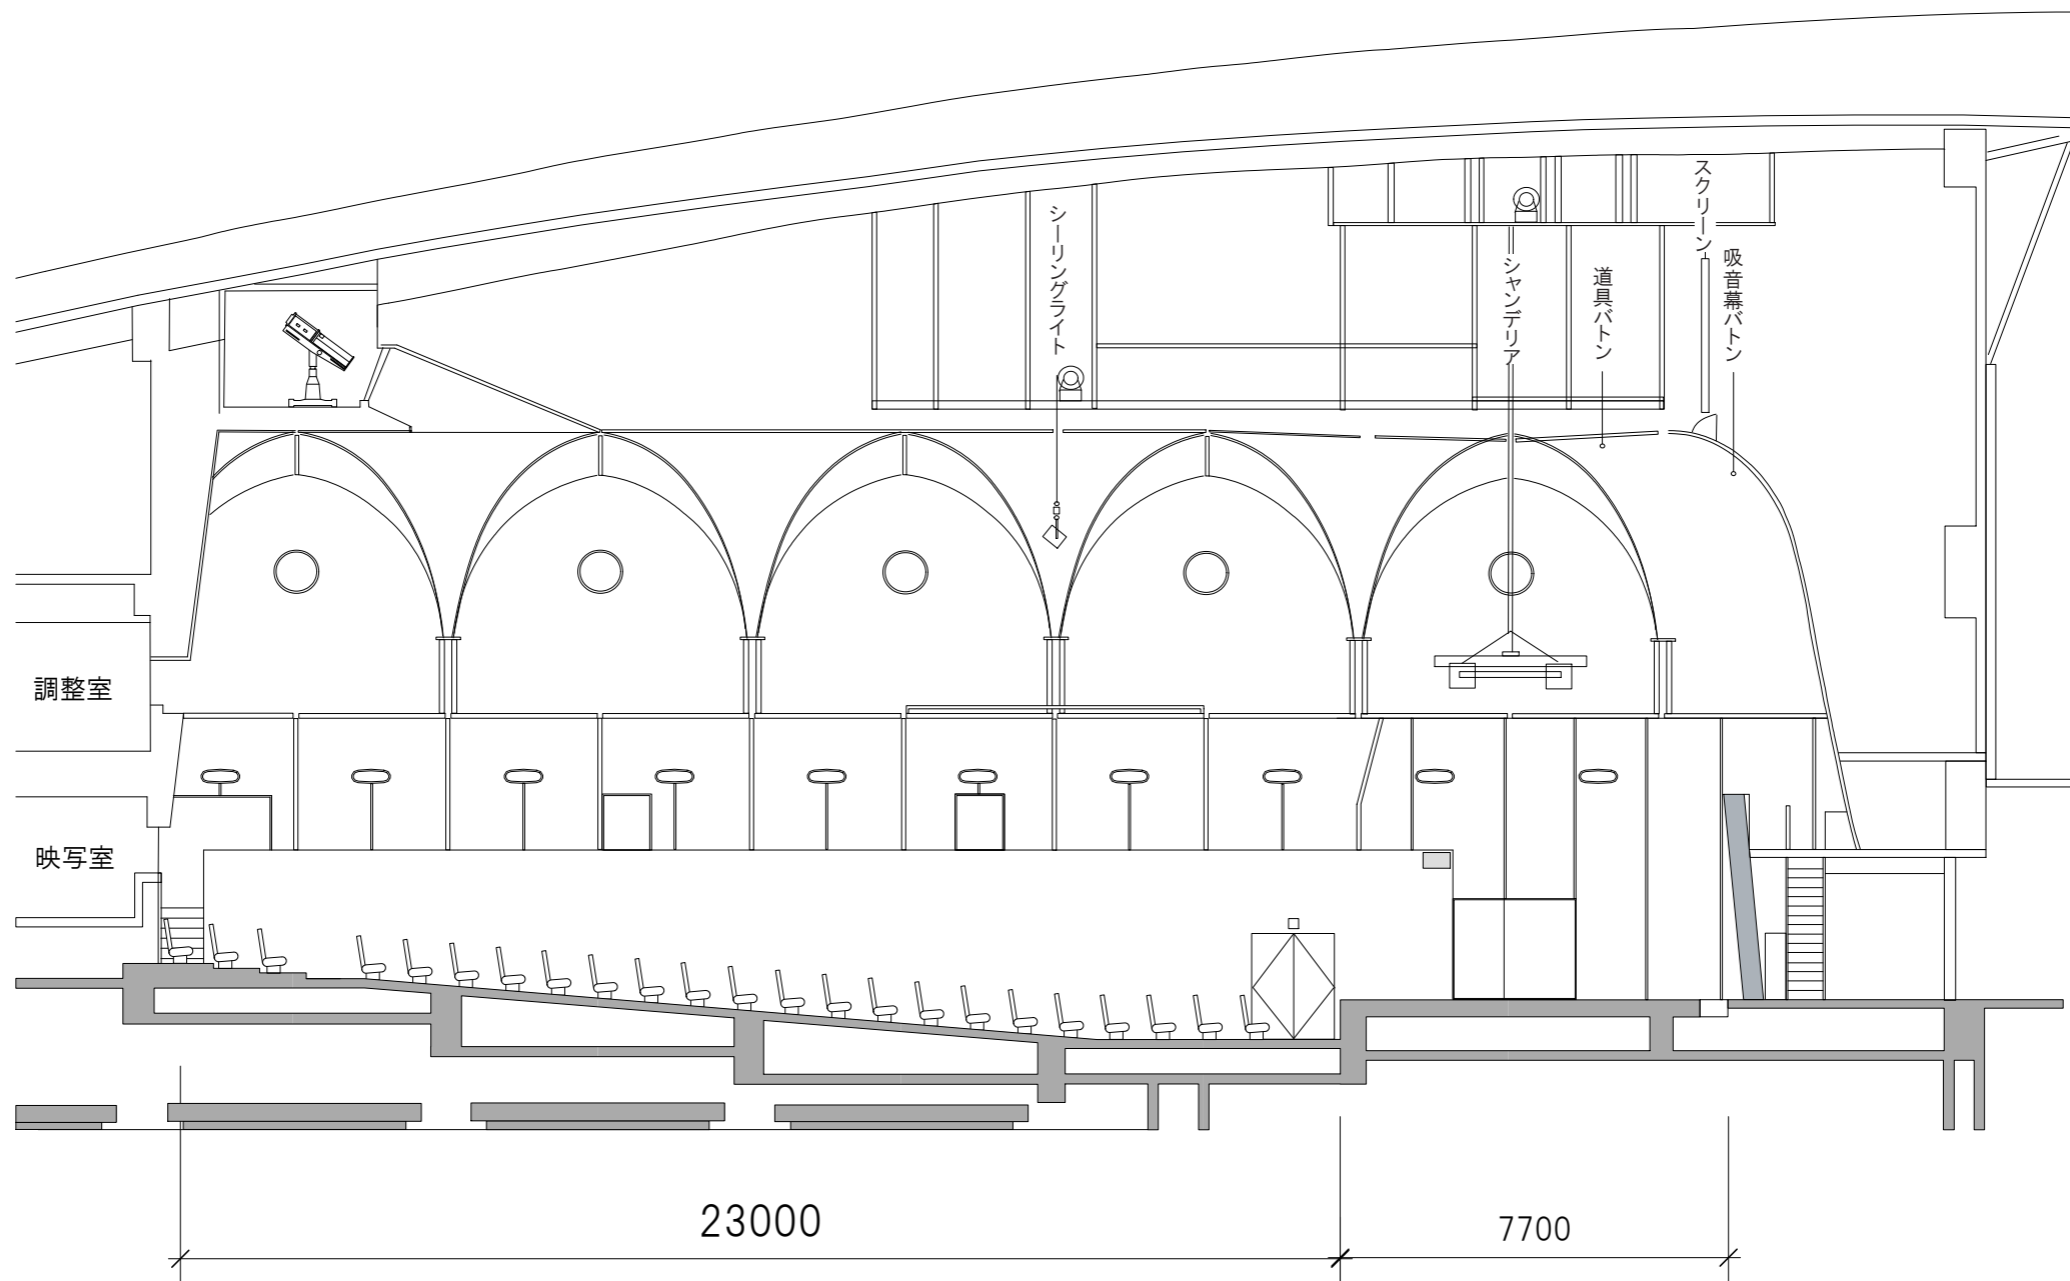 スクリーン
シーリングライト
シャンデリア
道具バトン
吸音幕バトン
調整室
映写室
23000
7700